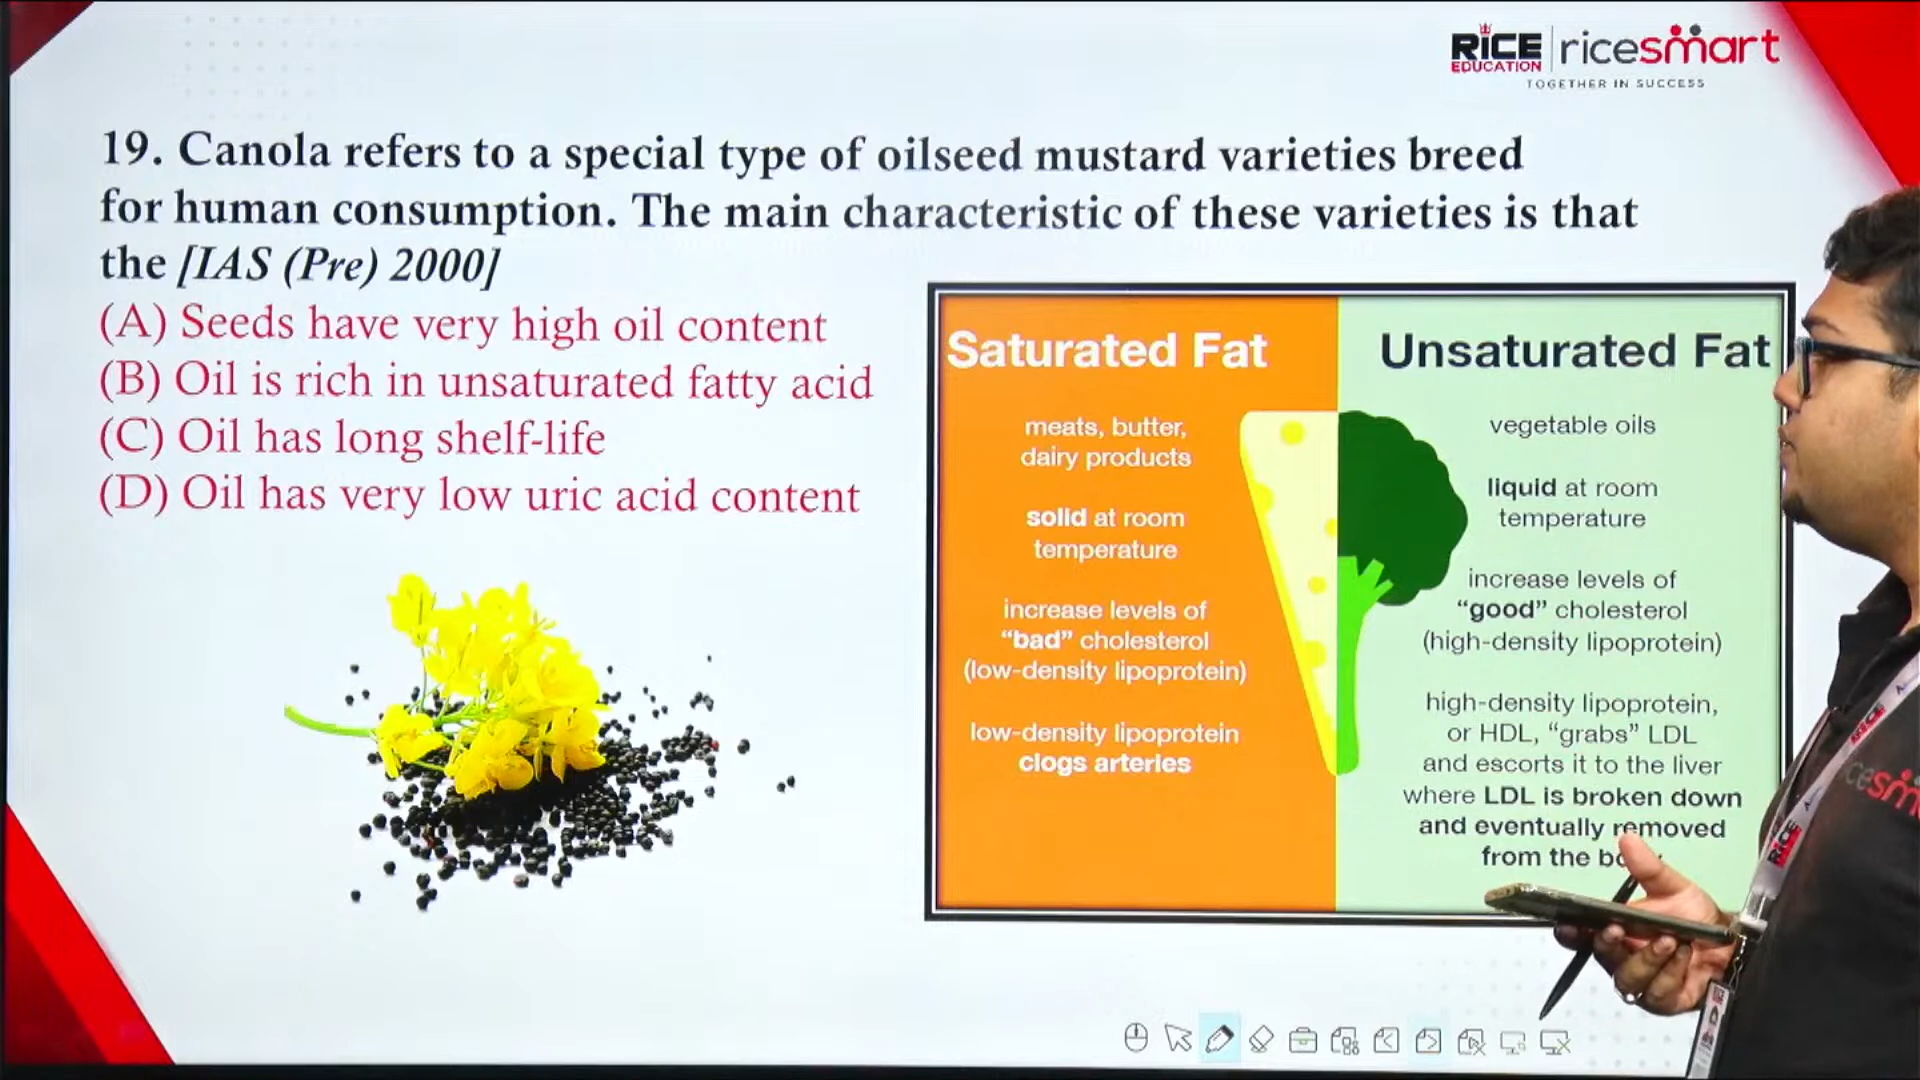 RICE
EDUCATION
ricesmart
TOGETHER IN SUCCESS
19. Canola refers to a special type of oilseed mustard varieties breed
for human consumption. The main characteristic of these varieties is that
the [IAS (Pre) 2000]
(A) Seeds have very high oil content
(B) Oil is rich in unsaturated fatty acid
(C) Oil has long shelf-life
(D) Oil has very low uric acid content
Saturated Fat
meats, butter,
dairy products
solid at room
temperature
increase levels of
“bad” cholesterol
(low-density lipoprotein)
low-density lipoprotein
clogs arteries
Unsaturated Fat
vegetable oils
liquid at room
temperature
increase levels of
“good” cholesterol
(high-density lipoprotein)
high-density lipoprotein,
or HDL, “grabs” LDL
and escorts it to the liver
where LDL is broken down
and eventually removed
from the
RICE